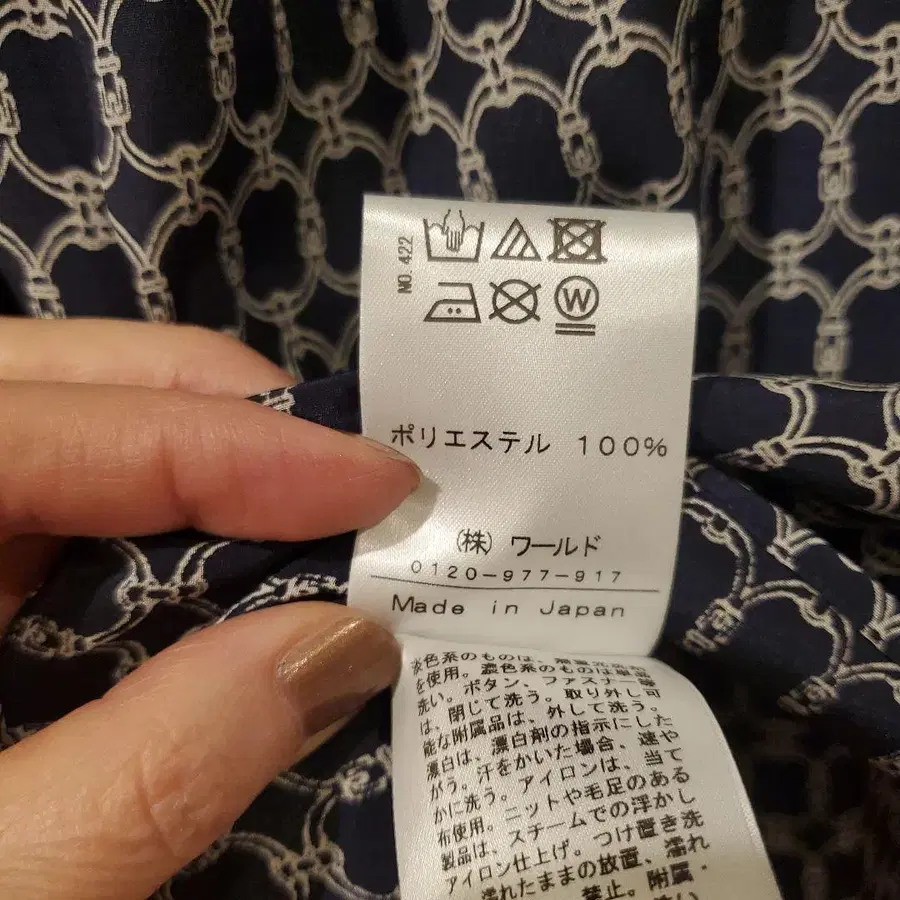 NO. 422
W
ポリエステル 100%
(株) ワールド
0120-977-917
Made in Japan
淡色系のものは、
を使用。濃色系のものは単
洗い。ボタン、ファスナー等
は、閉じて洗う。取り外し可
能な附属品は、外して洗う。
漂白は、漂白剤の指示にした
がう。汗をかいた場合、速や
かに洗う。アイロンは、当て
布使用。ニットや毛足のある
製品は、スチームでの浮かし
アイロン仕上げ。つけ置き洗
濡れたままの放置、濡れ
禁止。附属・